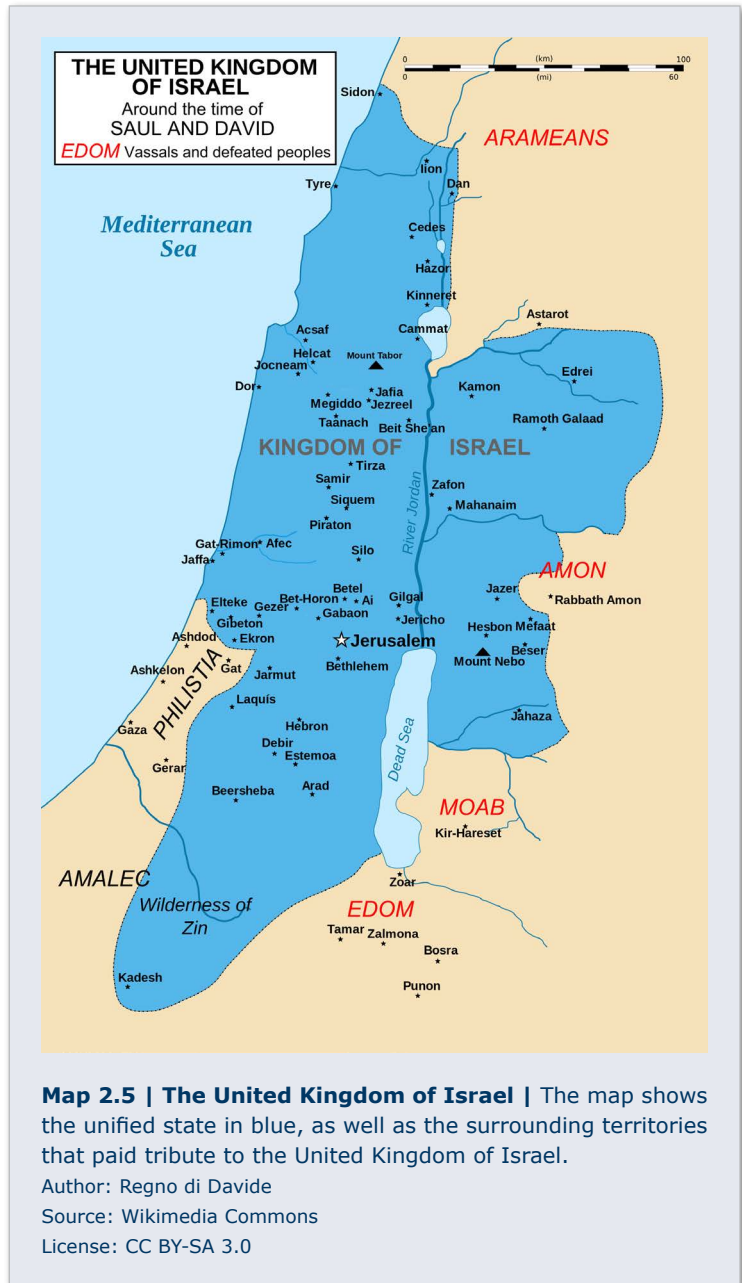 THE UNITED KINGDOM
OF ISRAEL
Around the time of
SAUL AND DAVID
EDOM Vassals and defeated peoples
0 (km) 100
0 (mi) 60
Sidon
ARAMEANS
Iion
Tyre
Dan
Mediterranean
Sea
Cedes
Hazor
Kinneret
Astarot
Acsaf
Cammat
Helcat
Mount Tabor
Jocneam
Edrei
Dor
Kamon
Jafia
Megiddo
Jezreel
Taanach
Ramoth Galaad
Beit She'an
KINGDOM OF ISRAEL
Tirza
Samir
Zafon
Siquem
Mahanaim
River Jordan
Piraton
Gat-Rimon
Afec
Silo
Jaffa
AMON
Jazer
Rabbath Amon
Betel
Gilgal
Bet-Horon
Ai
Elteke
Gezer
Gabaon
Gibeton
Jericho
Hesbon
Mefaat
Ekron
Jerusalem
Ashdod
Beser
Mount Nebo
Bethlehem
Gat
Ashkelon
Jarmut
PHILISTIA
Laquís
Jahaza
Gaza
Hebron
Dead Sea
Debir
Estemoa
Gerar
Beersheba
Arad
MOAB
Kir-Hareset
AMALEC
Zoar
Wilderness of
Zin
EDOM
Tamar
Zalmona
Bosra
Kadesh
Punon
Map 2.5 | The United Kingdom of Israel | The map shows
the unified state in blue, as well as the surrounding territories
that paid tribute to the United Kingdom of Israel.
Author: Regno di Davide
Source: Wikimedia Commons
License: CC BY-SA 3.0